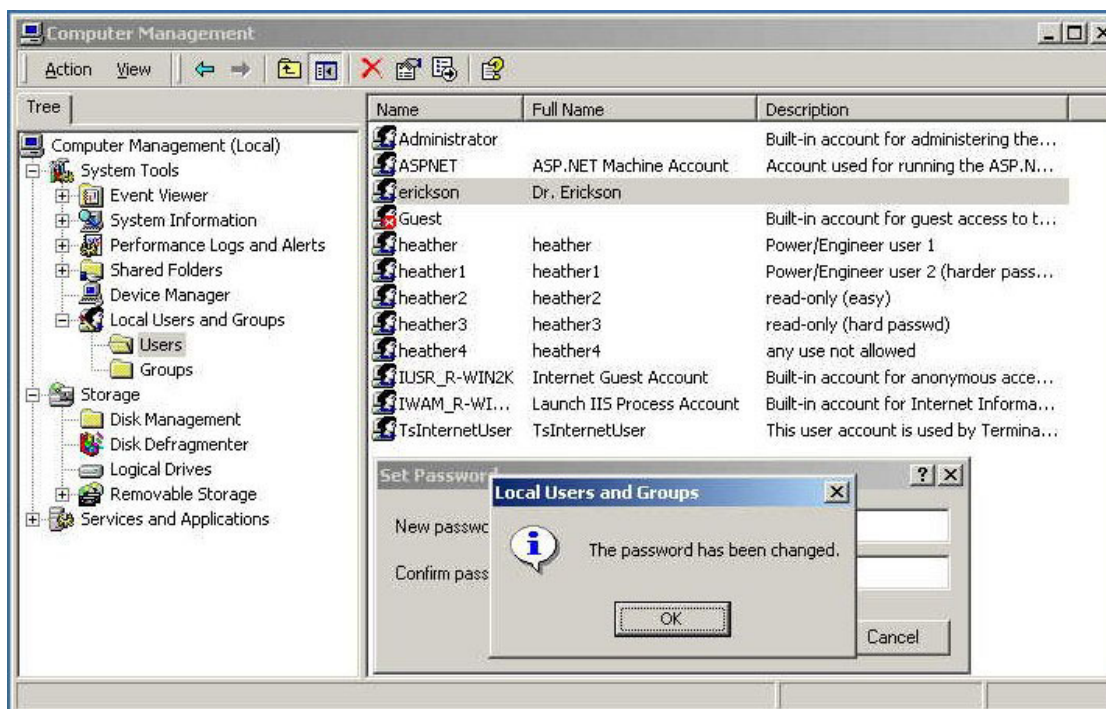 Computer Management
Action View
Tree
Computer Management (Local)
System Tools
Event Viewer
System Information
Performance Logs and Alerts
Shared Folders
Device Manager
Local Users and Groups
Users
Groups
Storage
Disk Management
Disk Defragmenter
Logical Drives
Removable Storage
Services and Applications
Name Full Name Description
Administrator Built-in account for administering the...
ASPNET ASP.NET Machine Account Account used for running the ASP.N...
erickson Dr. Erickson
Guest Built-in account for guest access to t...
heather heather Power/Engineer user 1
heather1 heather1 Power/Engineer user 2 (harder pass...
heather2 heather2 read-only (easy)
heather3 heather3 read-only (hard passwd)
heather4 heather4 any use not allowed
IUSR_R-WIN2K Internet Guest Account Built-in account for anonymous acce...
IWAM_R-WI... Launch IIS Process Account Built-in account for Internet Informa...
TsInternetUser TsInternetUser This user account is used by Termina...
Set Passwor
Local Users and Groups
New passwo
The password has been changed.
Confirm pass
OK
Cancel